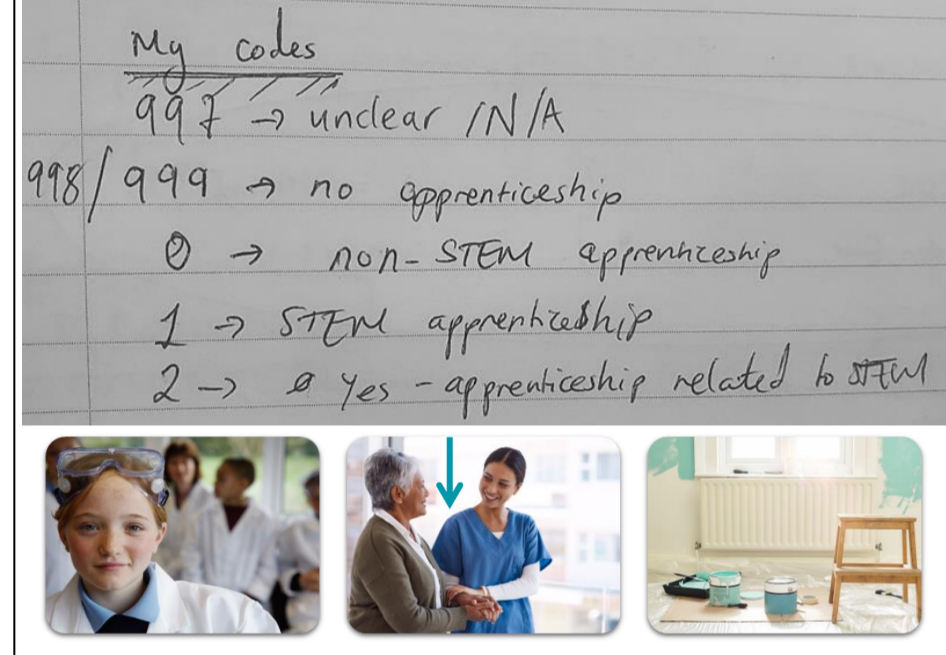 My codes
997 → unclear /N/A
998/999 → no apprenticeship
0 → non-STEM apprenticeship
1 → STEM apprenticeship
2 → Yes - apprenticeship related to STEM